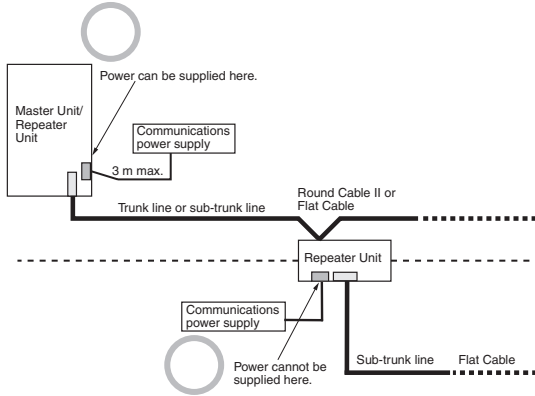 Power can be supplied here.
Master Unit/
Repeater
Unit
Communications
power supply
3 m max.
Trunk line or sub-trunk line
Round Cable II or
Flat Cable
Repeater Unit
Communications
power supply
Power cannot be
supplied here.
Sub-trunk line
Flat Cable